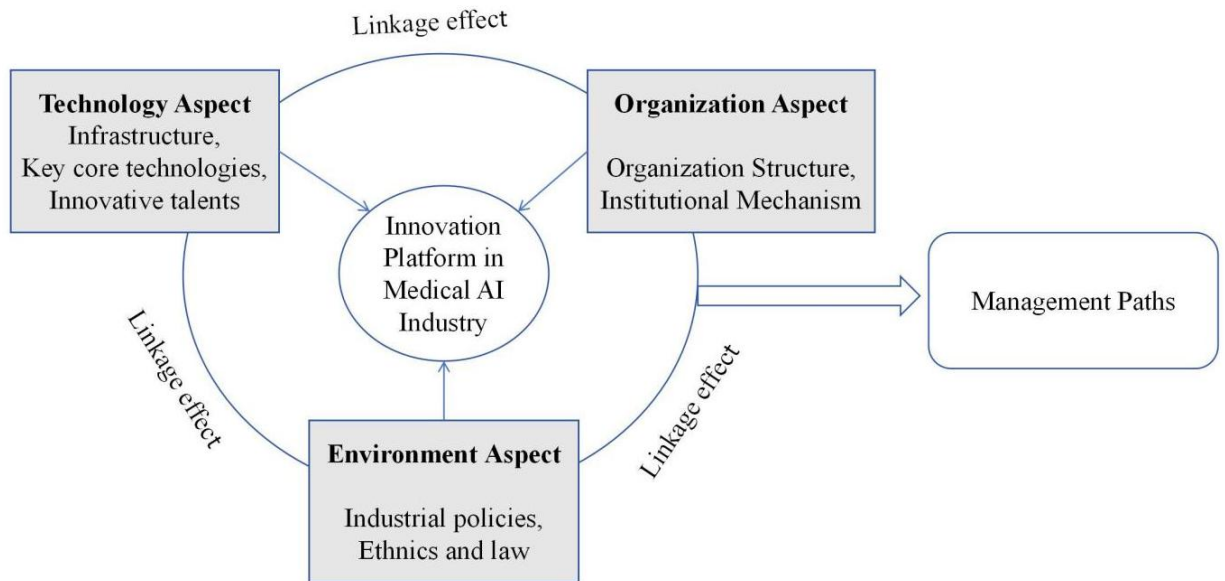 Linkage effect
Technology Aspect
Infrastructure,
Key core technologies,
Innovative talents
Organization Aspect
Organization Structure,
Institutional Mechanism
Innovation
Platform in
Medical AI
Industry
Management Paths
Linkage effect
Linkage effect
Environment Aspect
Industrial policies,
Ethnics and law